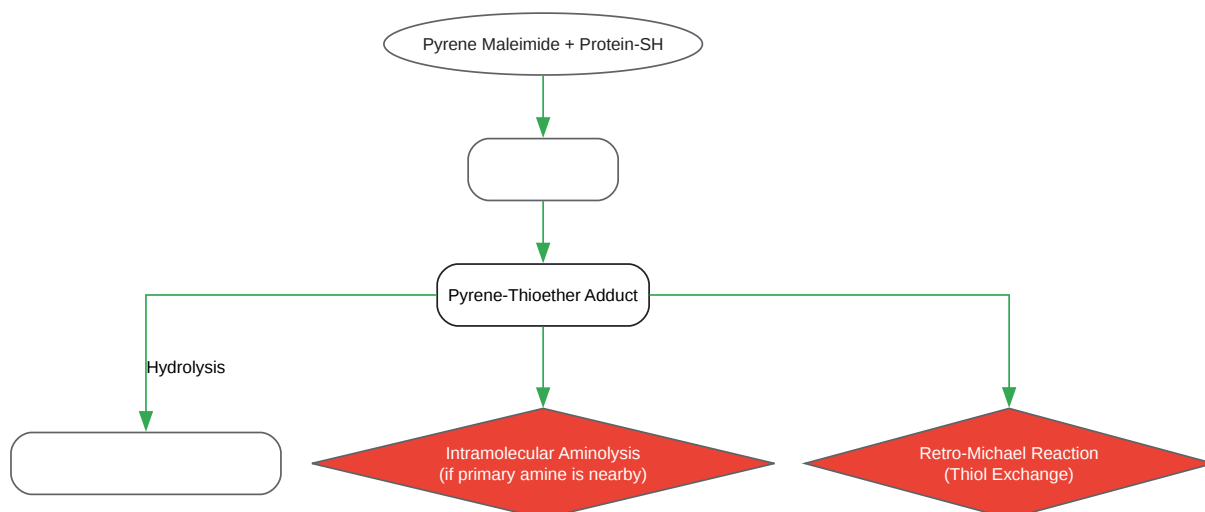 Pyrene Maleimide + Protein-SH
Pyrene-Thioether Adduct
Hydrolysis
Intramolecular Aminolysis
(if primary amine is nearby)
Retro-Michael Reaction
(Thiol Exchange)